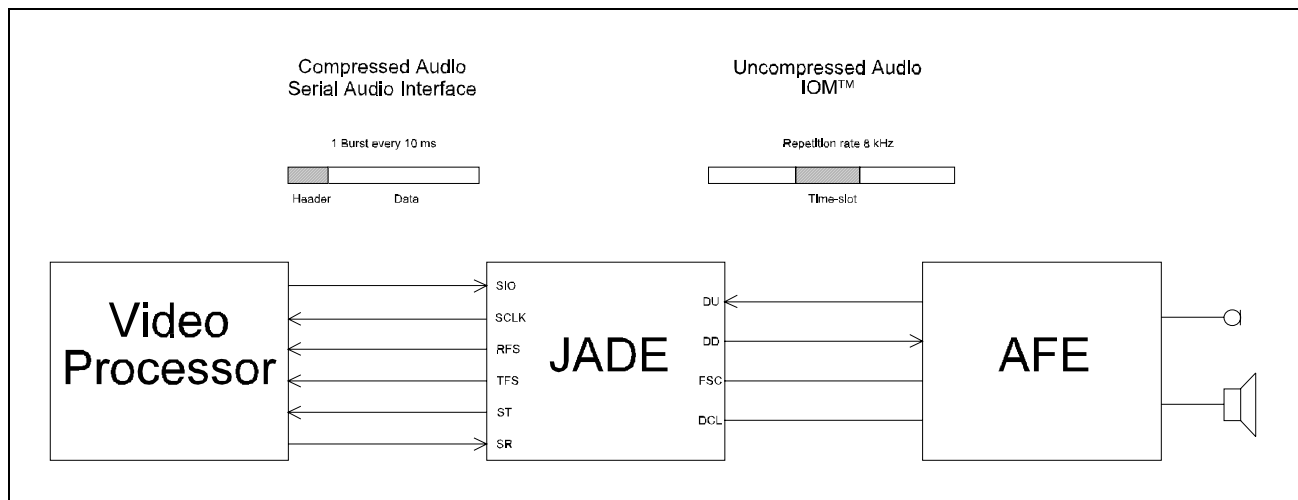 Compressed Audio
Serial Audio Interface
1 Burst every 10 ms
Header
Data
Uncompressed Audio
IOM™
Repetition rate 8 kHz
Time-slot
Video
Processor
SIO
SCLK
RFS
TFS
ST
SR
JADE
DU
DD
FSC
DCL
AFE